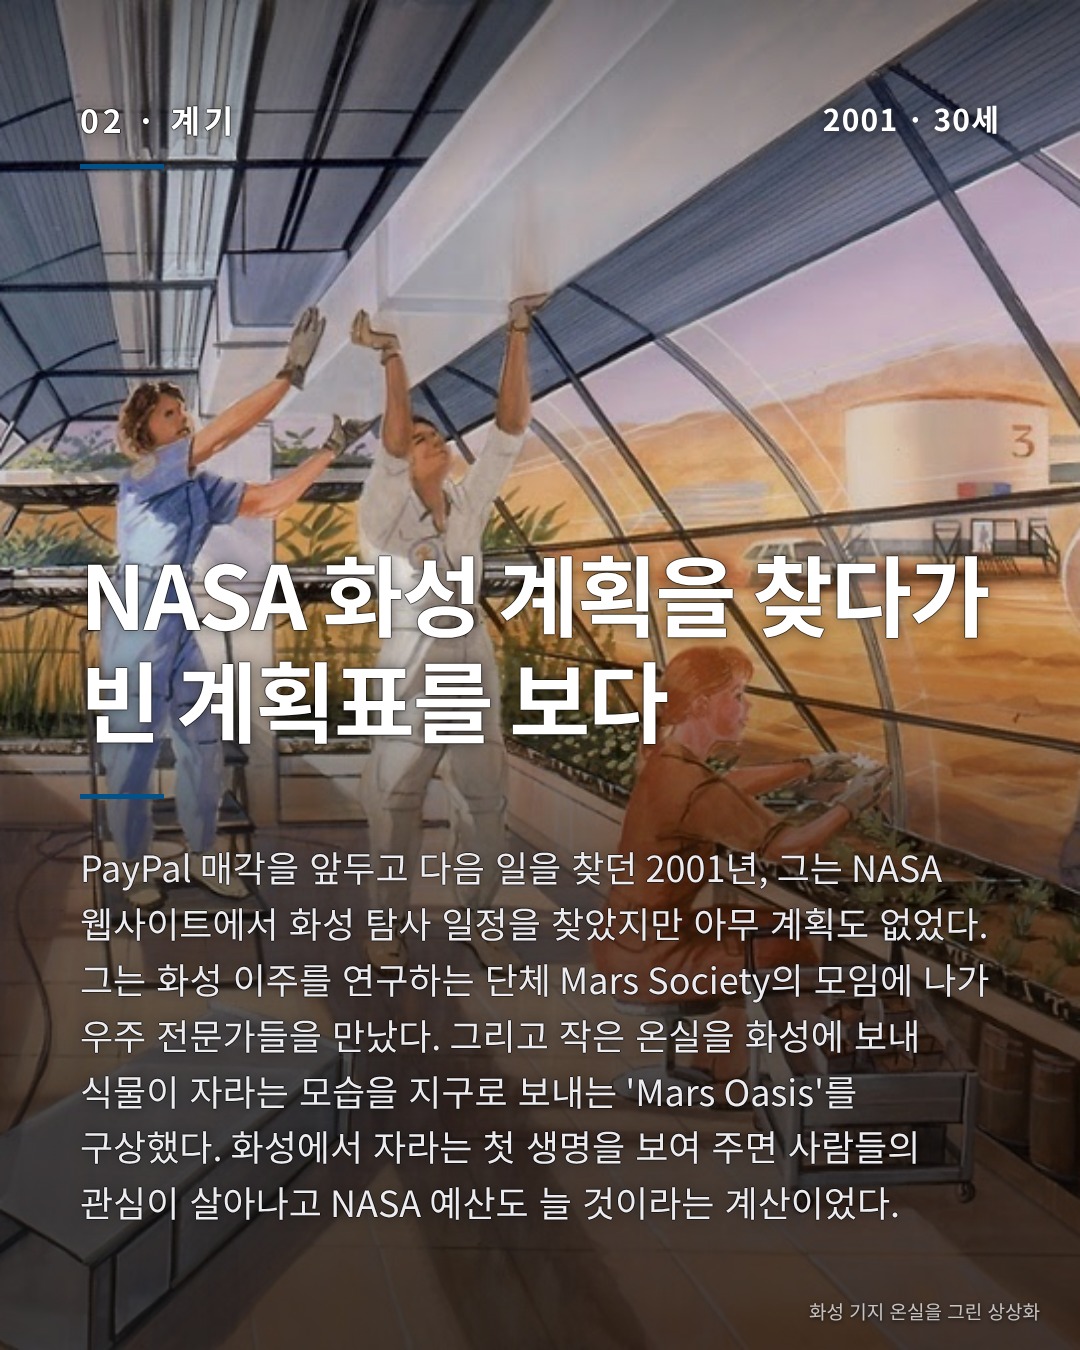 02 · 계기
2001 · 30세
3
NASA 화성 계획을 찾다가
빈 계획표를 보다
PayPal 매각을 앞두고 다음 일을 찾던 2001년, 그는 NASA
웹사이트에서 화성 탐사 일정을 찾았지만 아무 계획도 없었다.
그는 화성 이주를 연구하는 단체 Mars Society의 모임에 나가
우주 전문가들을 만났다. 그리고 작은 온실을 화성에 보내
식물이 자라는 모습을 지구로 보내는 'Mars Oasis'를
구상했다. 화성에서 자라는 첫 생명을 보여 주면 사람들의
관심이 살아나고 NASA 예산도 늘 것이라는 계산이었다.
화성 기지 온실을 그린 상상화